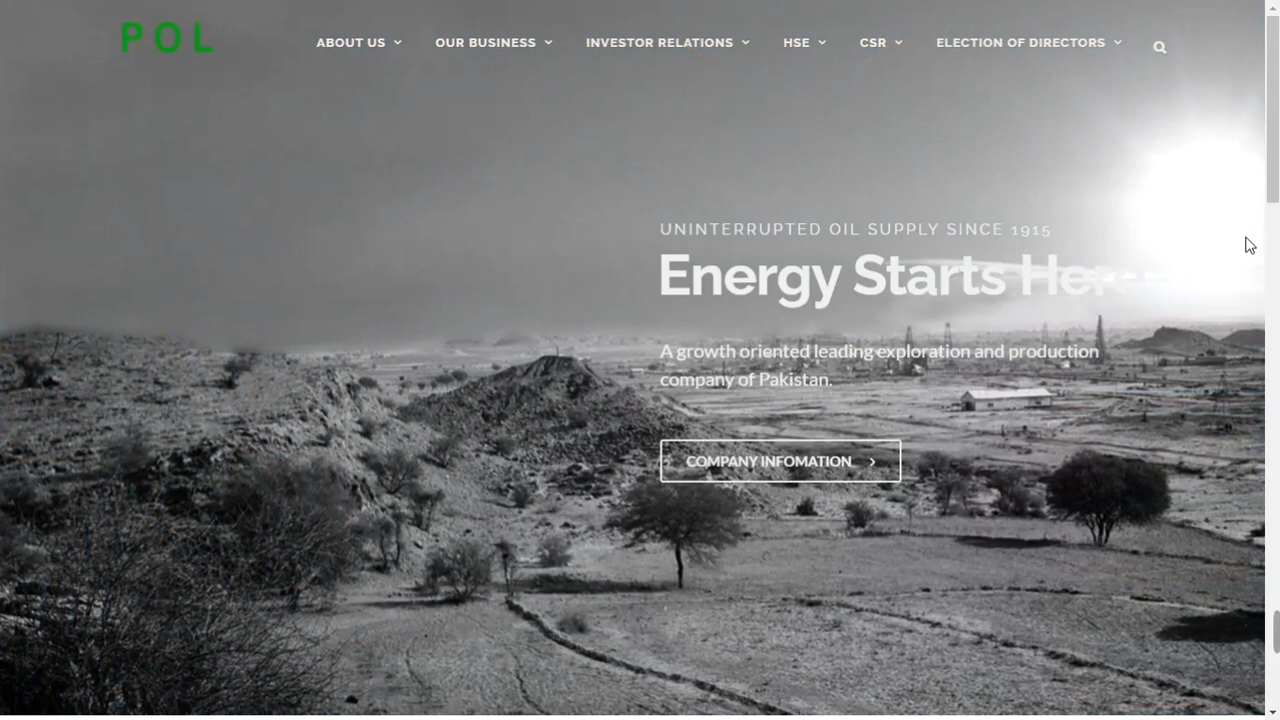 POL
ABOUT US
OUR BUSINESS
INVESTOR RELATIONS
HSE
CSR
ELECTION OF DIRECTORS
UNINTERRUPTED OIL SUPPLY SINCE 1915
Energy Starts Here
A growth oriented leading exploration and production
company of Pakistan.
COMPANY INFOMATION